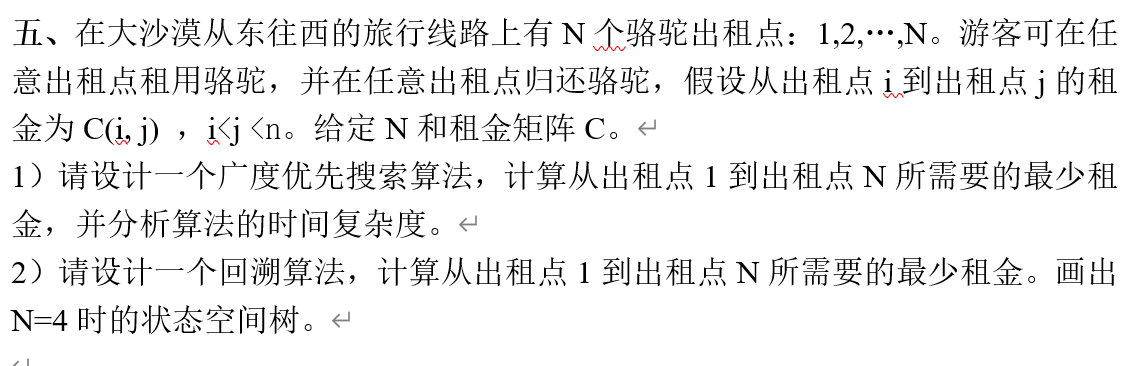 五、在大沙漠从东往西的旅行线路上有 N 个骆驼出租点：1,2,⋯,N。游客可在任
意出租点租用骆驼，并在任意出租点归还骆驼，假设从出租点 i 到出租点 j 的租
金为 C(i, j) ，i<j <n。给定 N 和租金矩阵 C。↵
1）请设计一个广度优先搜索算法，计算从出租点 1 到出租点 N 所需要的最少租
金，并分析算法的时间复杂度。↵
2）请设计一个回溯算法，计算从出租点 1 到出租点 N 所需要的最少租金。画出
N=4 时的状态空间树。↵